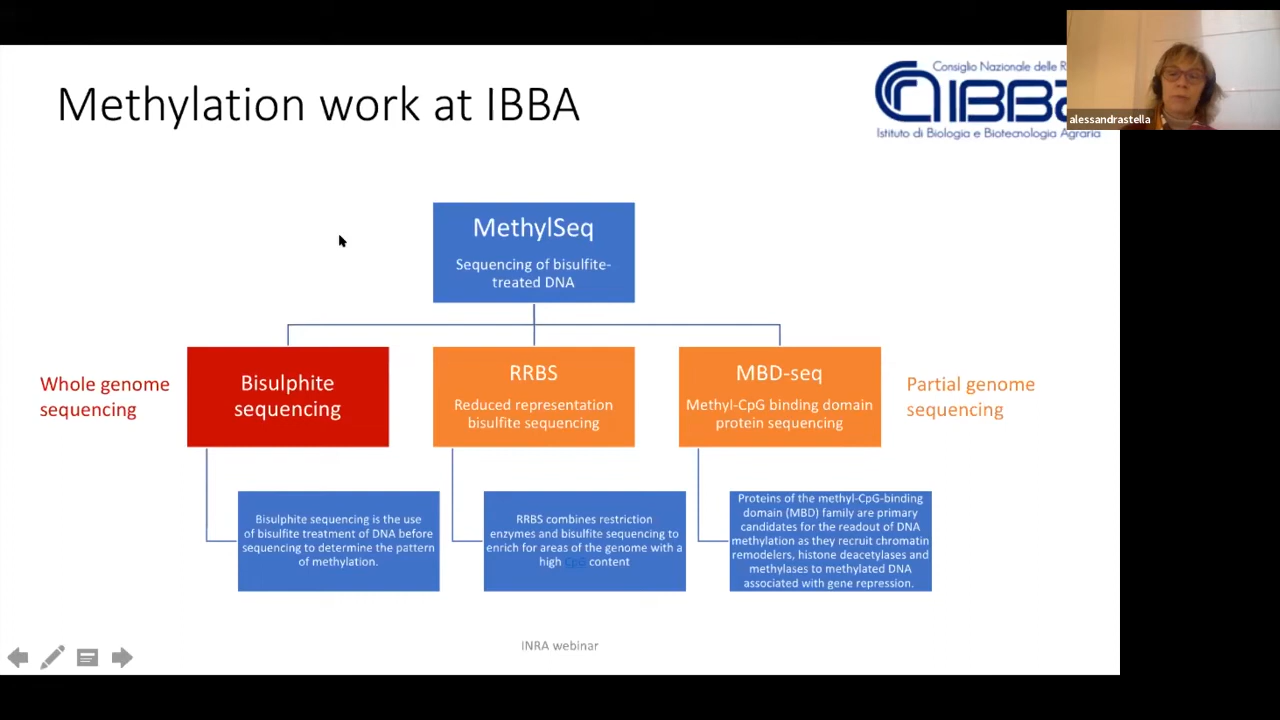 Methylation work at IBBA
Consiglio Nazionale delle R
IBBA
Istituto di Biologia e Biotecnologia Agraria
alessandrastella
MethylSeq
Sequencing of bisulfite-
treated DNA
Whole genome
sequencing
Bisulphite
sequencing
RRBS
Reduced representation
bisulfite sequencing
MBD-seq
Methyl-CpG binding domain
protein sequencing
Partial genome
sequencing
Bisulphite sequencing is the use
of bisulfite treatment of DNA before
sequencing to determine the pattern
of methylation.
RRBS combines restriction
enzymes and bisulfite sequencing to
enrich for areas of the genome with a
high CpG content
Proteins of the methyl-CpG-binding
domain (MBD) family are primary
candidates for the readout of DNA
methylation as they recruit chromatin
remodelers, histone deacetylases and
methylases to methylated DNA
associated with gene repression.
INRA webinar